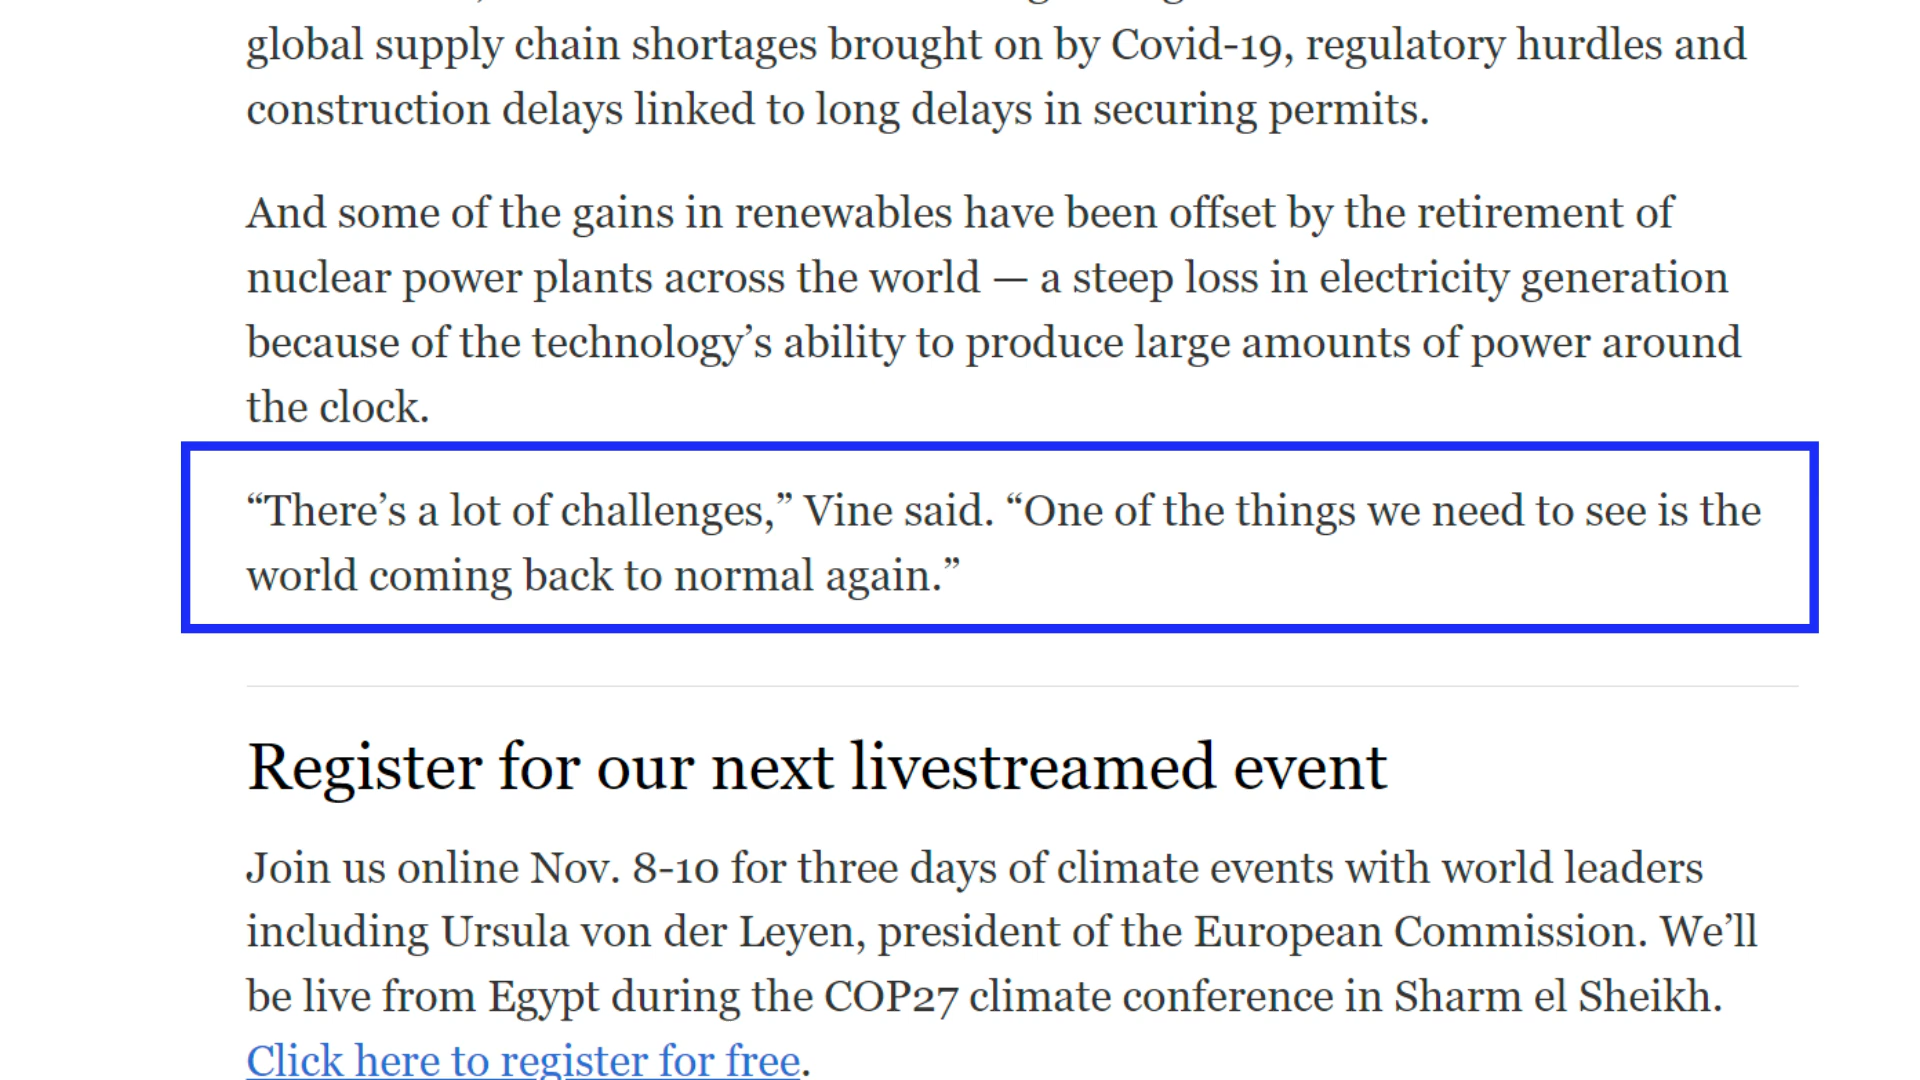 global supply chain shortages brought on by Covid-19, regulatory hurdles and
construction delays linked to long delays in securing permits.
And some of the gains in renewables have been offset by the retirement of
nuclear power plants across the world — a steep loss in electricity generation
because of the technology’s ability to produce large amounts of power around
the clock.
“There’s a lot of challenges,” Vine said. “One of the things we need to see is the
world coming back to normal again.”
Register for our next livestreamed event
Join us online Nov. 8-10 for three days of climate events with world leaders
including Ursula von der Leyen, president of the European Commission. We’ll
be live from Egypt during the COP27 climate conference in Sharm el Sheikh.
Click here to register for free.